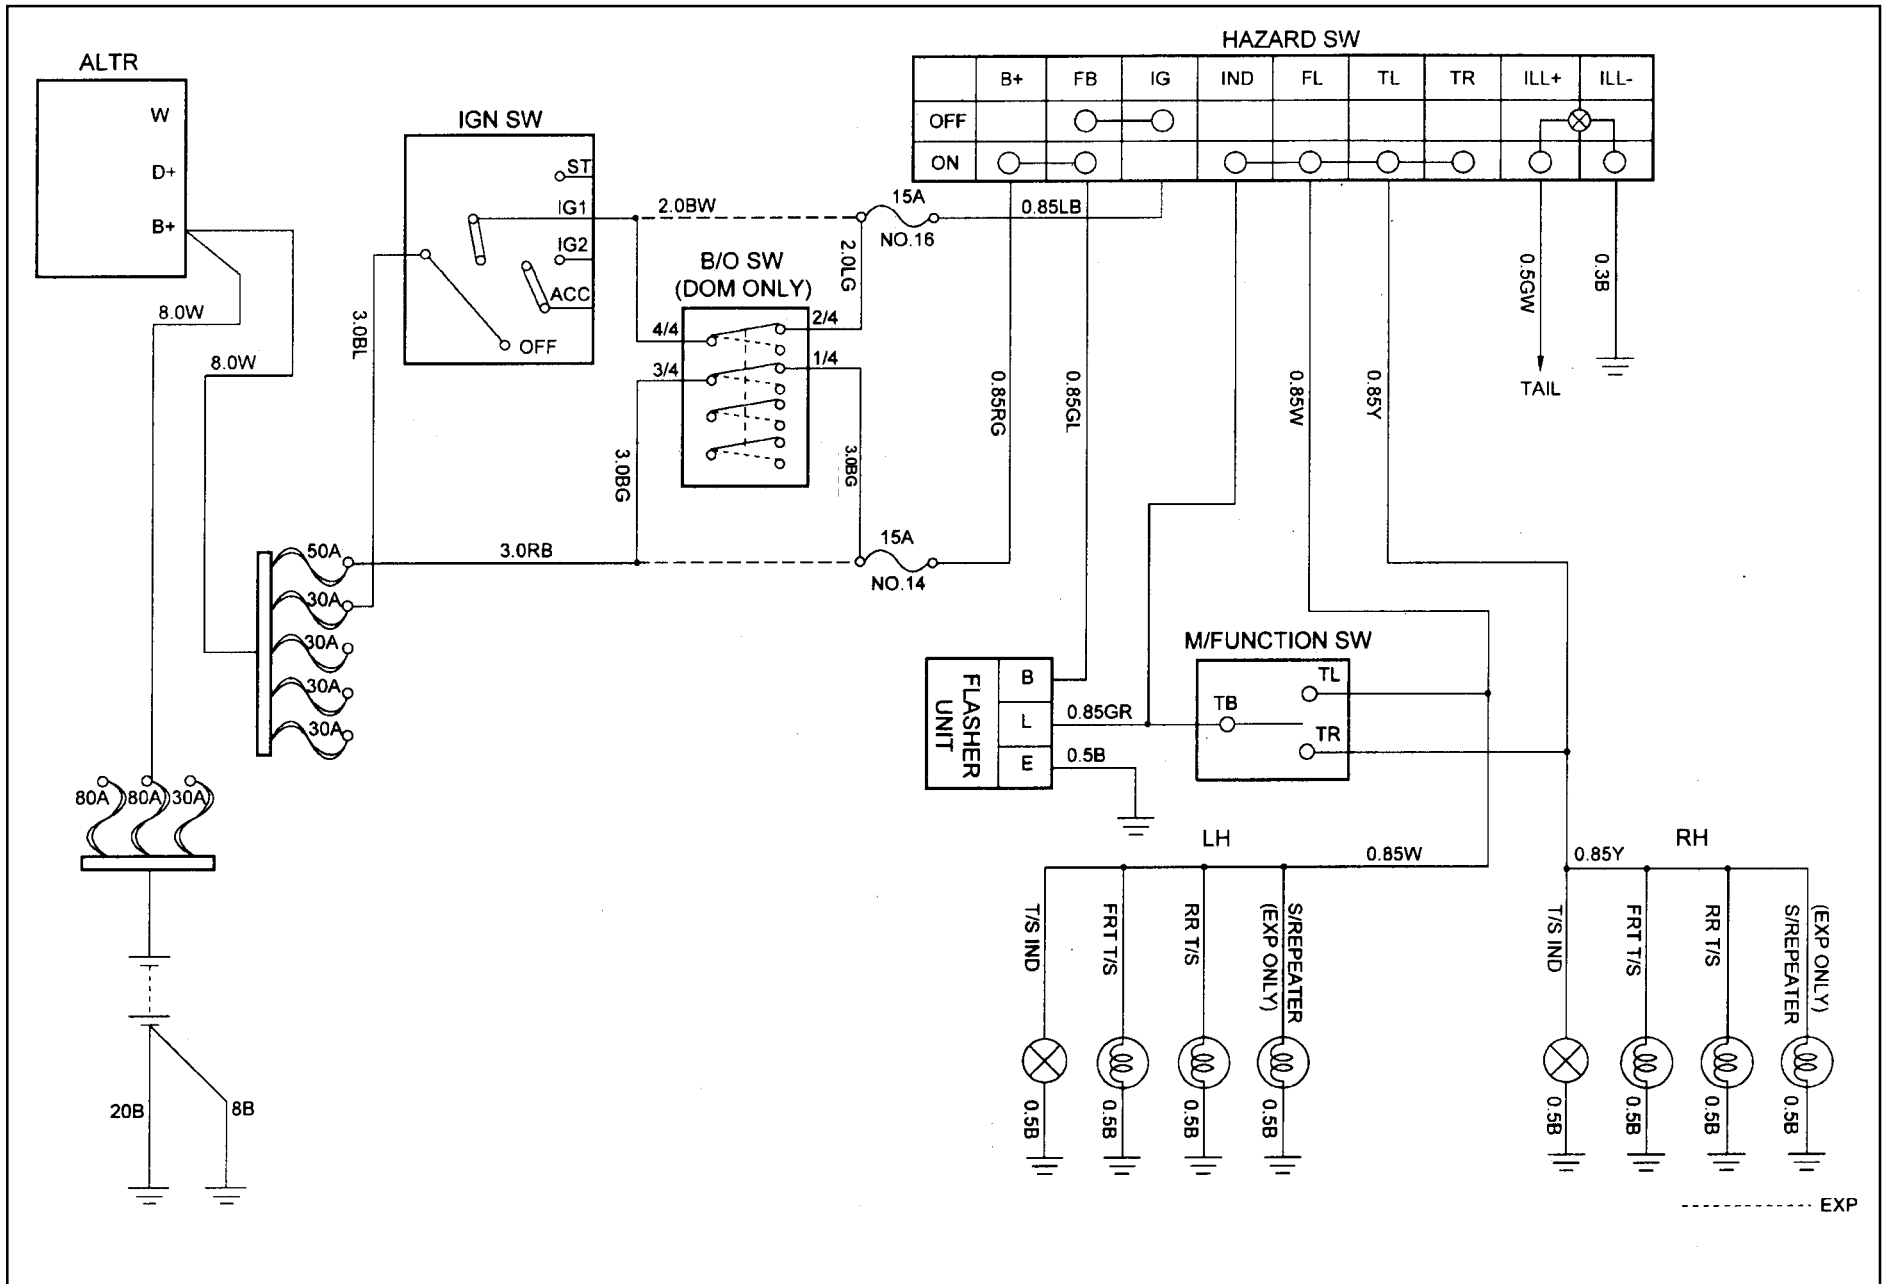 HAZARD SW
B+ FB IG IND FL TL TR ILL+ ILL-
OFF
ON
ALTR
W
D+
B+
IGN SW
ST
IG1
IG2
ACC
OFF
2.0BW
15A
NO.16
0.85LB
2.0LG
B/O SW
(DOM ONLY)
4/4
2/4
3/4
1/4
8.0W
8.0W
3.0BL
3.0BG
3.0BG
0.85RG
0.85GL
0.85W
0.85Y
0.5GW
0.3B
TAIL
50A
30A
30A
30A
30A
3.0RB
15A
NO.14
M/FUNCTION SW
TL
TB
TR
FLASHER
UNIT
B
L
E
0.85GR
0.5B
80A
80A
30A
LH
0.85W
0.85Y
RH
T/S IND
FRT T/S
RR T/S
S/REPEATER
(EXP ONLY)
T/S IND
FRT T/S
RR T/S
(EXP ONLY)
S/REPEATER
20B
8B
0.5B
0.5B
0.5B
0.5B
0.5B
0.5B
0.5B
0.5B
EXP